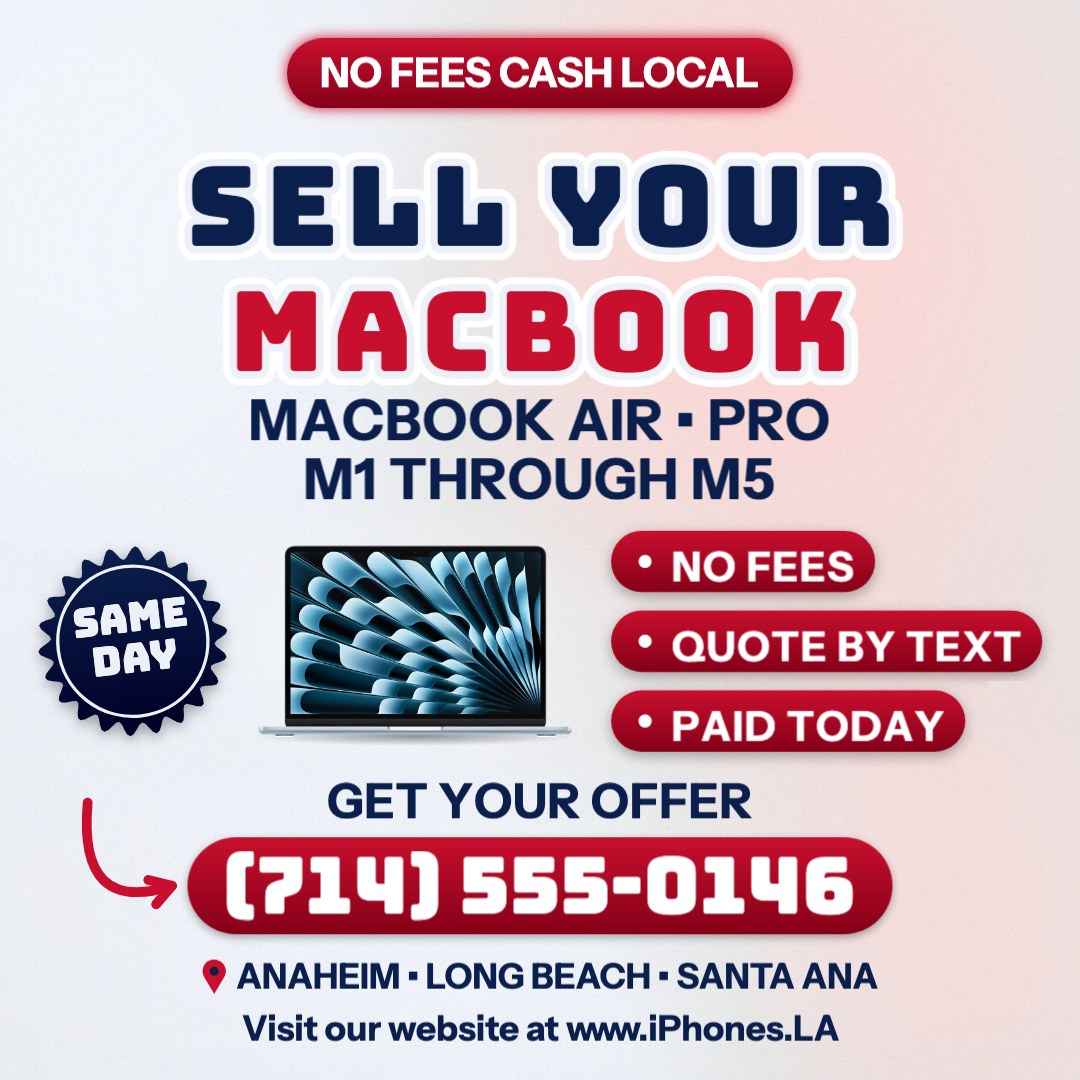 NO FEES CASH LOCAL
SELL YOUR
MACBOOK
MACBOOK AIR ▪ PRO
M1 THROUGH M5
SAME
DAY
• NO FEES
• QUOTE BY TEXT
• PAID TODAY
GET YOUR OFFER
(714) 555-0146
ANAHEIM ▪ LONG BEACH ▪ SANTA ANA
Visit our website at www.iPhones.LA